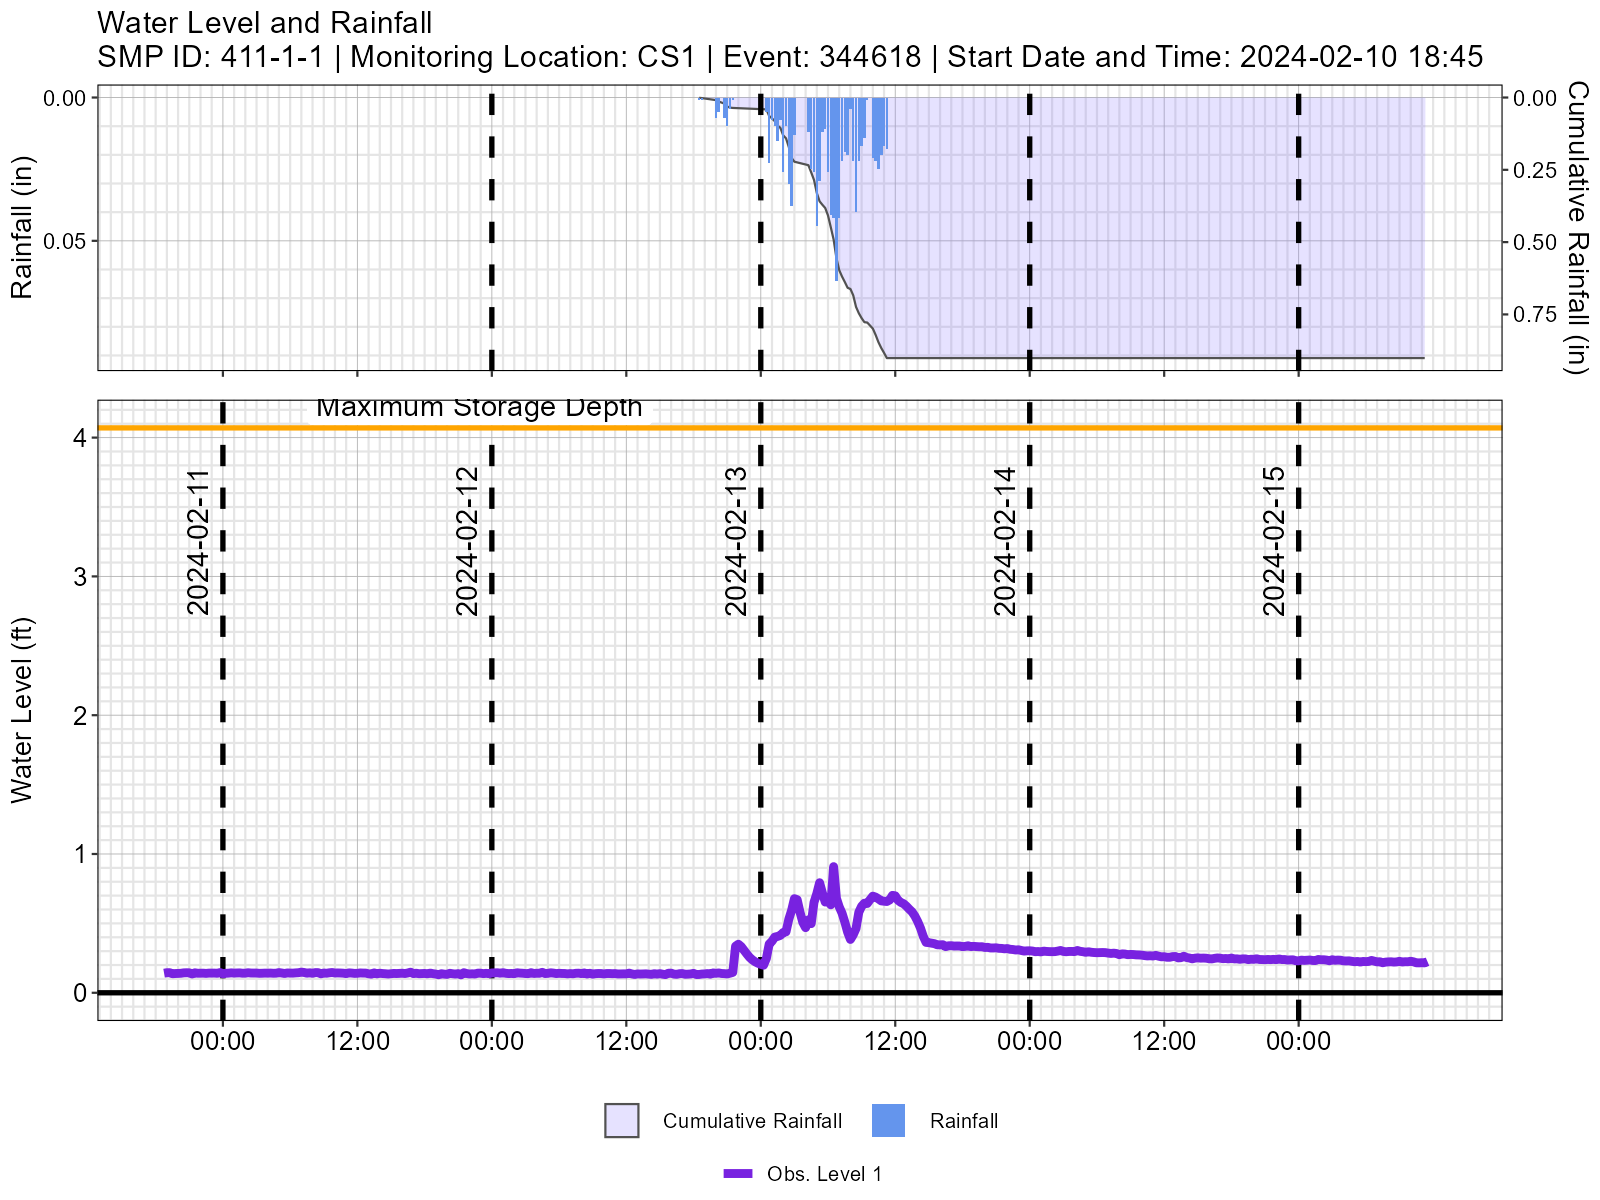 Water Level and Rainfall
SMP ID: 411-1-1 | Monitoring Location: CS1 | Event: 344618 | Start Date and Time: 2024-02-10 18:45
Rainfall (in)
0.00
0.05
0.00
0.25
0.50
0.75
Cumulative Rainfall (in)
Maximum Storage Depth
Water Level (ft)
4
3
2
1
0
2024-02-11
2024-02-12
2024-02-13
2024-02-14
2024-02-15
00:00 12:00 00:00 12:00 00:00 12:00 00:00 12:00 00:00
Cumulative Rainfall
Rainfall
Obs. Level 1